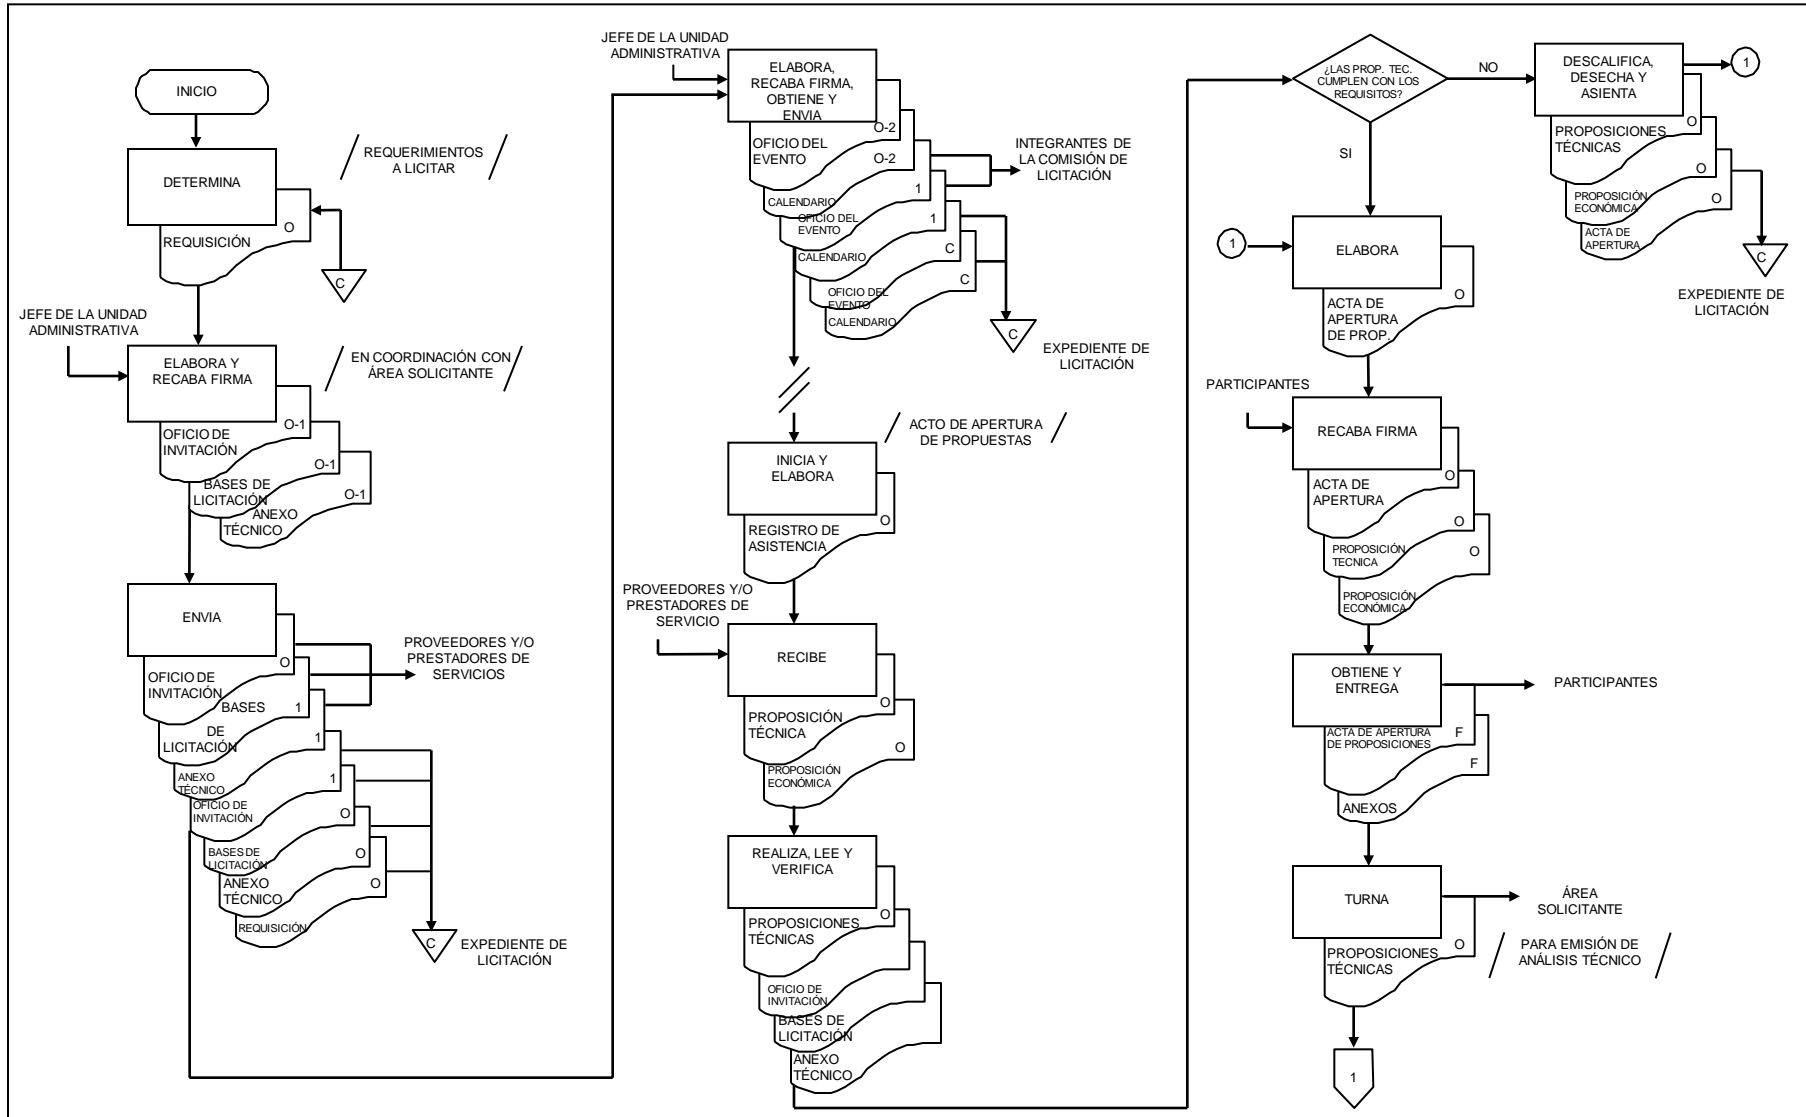 INICIO
DETERMINA
REQUERIMIENTOS
A LICITAR
REQUISICIÓN
O
C
JEFE DE LA UNIDAD
ADMINISTRATIVA
ELABORA Y
RECABA FIRMA
EN COORDINACIÓN CON
ÁREA SOLICITANTE
OFICIO DE
INVITACIÓN
O-1
BASES DE
LICITACIÓN
O-1
ANEXO
TÉCNICO
O-1
ENVIA
OFICIO DE
INVITACIÓN
O
PROVEEDORES Y/O
PRESTADORES DE
SERVICIOS
BASES
DE
LICITACIÓN
1
ANEXO
TÉCNICO
1
OFICIO DE
INVITACIÓN
1
BASES DE
LICITACIÓN
O
ANEXO
TÉCNICO
O
REQUISICIÓN
O
C
EXPEDIENTE DE
LICITACIÓN
JEFE DE LA UNIDAD
ADMINISTRATIVA
ELABORA,
RECABA FIRMA,
OBTIENE Y
ENVIA
OFICIO DEL
EVENTO
O-2
CALENDARIO
O-2
INTEGRANTES DE
LA COMISIÓN DE
LICITACIÓN
OFICIO DEL
EVENTO
1
CALENDARIO
1
OFICIO DEL
EVENTO
C
CALENDARIO
C
C
EXPEDIENTE DE
LICITACIÓN
ACTO DE APERTURA
DE PROPUESTAS
INICIA Y
ELABORA
REGISTRO DE
ASISTENCIA
O
PROVEEDORES Y/O
PRESTADORES DE
SERVICIO
RECIBE
PROPOSICIÓN
TÉCNICA
O
PROPOSICIÓN
ECONÓMICA
O
REALIZA, LEE Y
VERIFICA
PROPOSICIONES
TÉCNICAS
O
OFICIO DE
INVITACIÓN
BASES DE
LICITACIÓN
ANEXO
TÉCNICO
¿LAS PROP. TEC.
CUMPLEN CON LOS
REQUISITOS?
NO
SI
DESCALIFICA,
DESECHA Y
ASIENTA
1
PROPOSICIONES
TÉCNICAS
O
PROPOSICIÓN
ECONÓMICA
O
ACTA DE
APERTURA
O
C
EXPEDIENTE DE
LICITACIÓN
1
ELABORA
ACTA DE
APERTURA
DE PROP.
O
PARTICIPANTES
RECABA FIRMA
ACTA DE
APERTURA
O
PROPOSICIÓN
TECNICA
O
PROPOSICIÓN
ECONÓMICA
O
OBTIENE Y
ENTREGA
PARTICIPANTES
ACTA DE APERTURA
DE PROPOSICIONES
F
ANEXOS
F
TURNA
ÁREA
SOLICITANTE
PROPOSICIONES
TÉCNICAS
O
PARA EMISIÓN DE
ANÁLISIS TÉCNICO
1